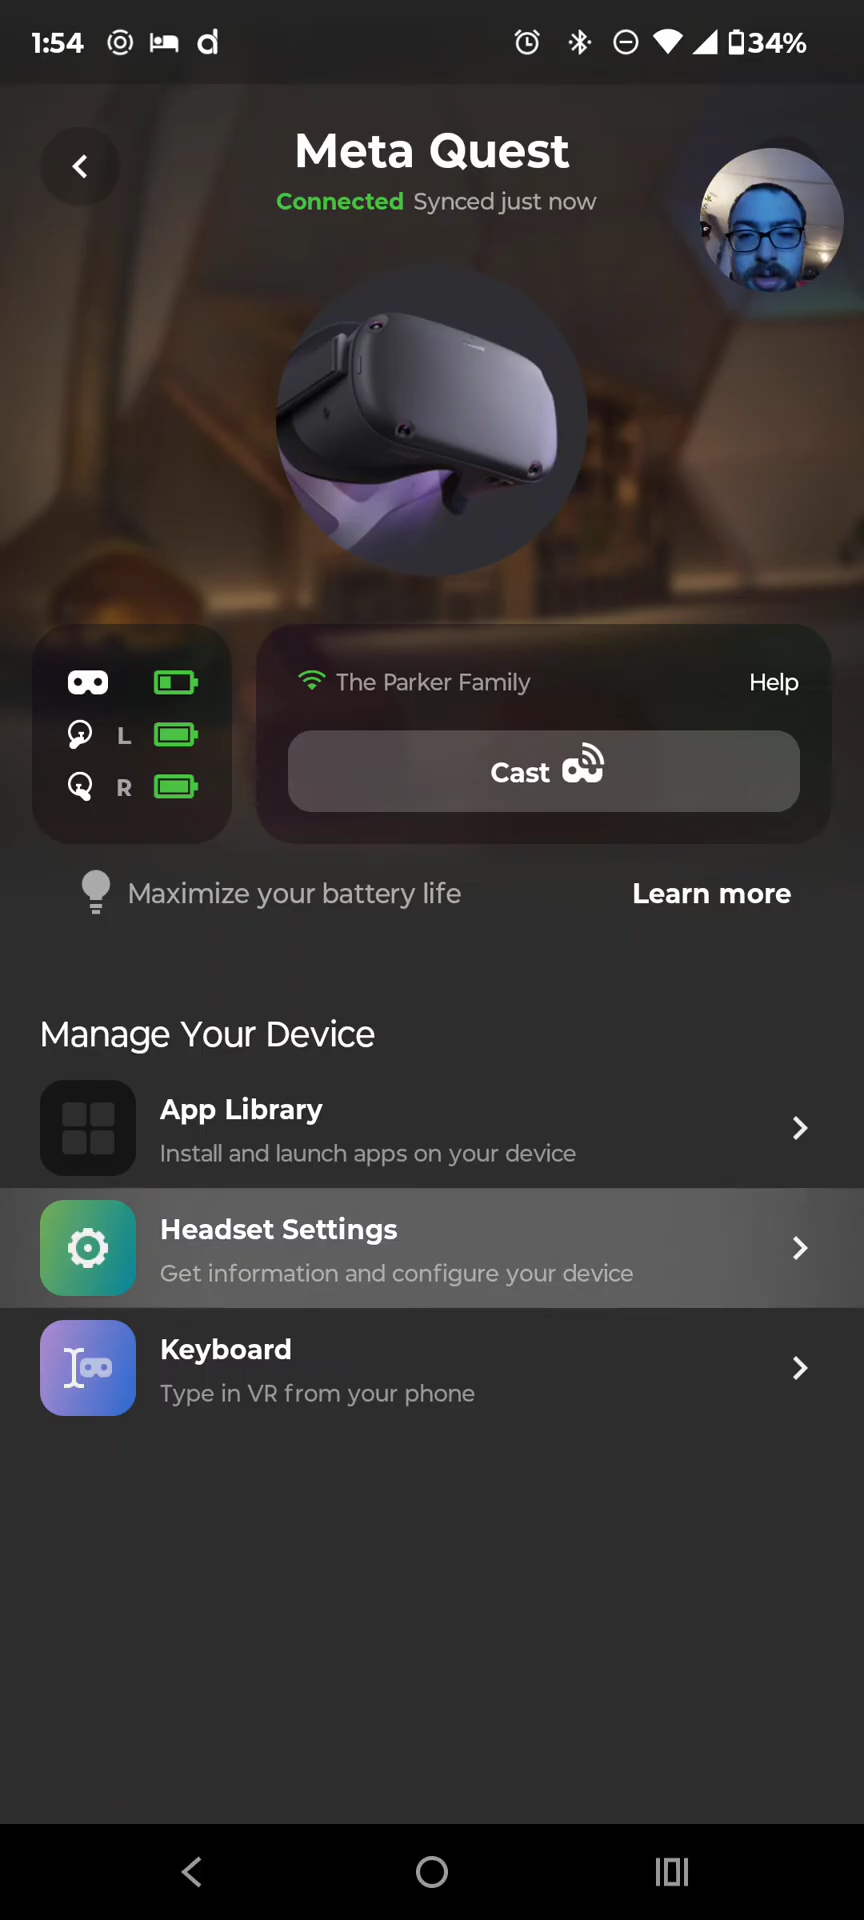 1:54
34%
Meta Quest
Connected Synced just now
The Parker Family
Help
L
R
Cast
Maximize your battery life
Learn more
Manage Your Device
App Library
Install and launch apps on your device
Headset Settings
Get information and configure your device
Keyboard
Type in VR from your phone